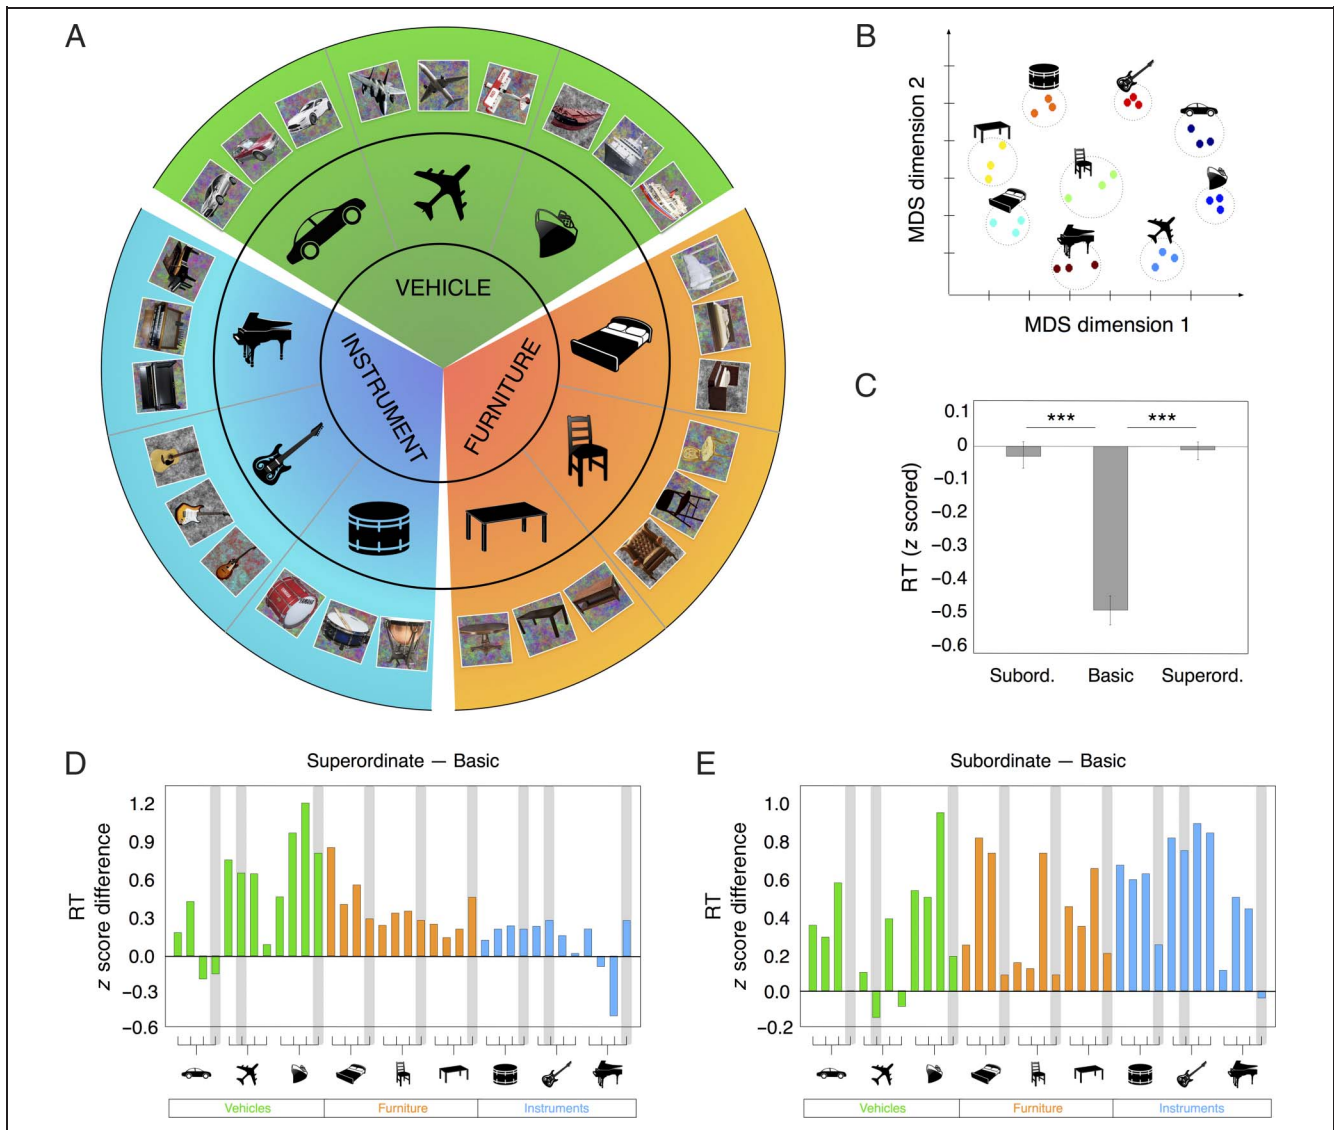 A
VEHICLE
INSTRUMENT
FURNITURE
B
MDS dimension 2
MDS dimension 1
C
0.1
0
−0.1
−0.2
−0.3
−0.4
−0.5
−0.6
RT (z scored)
***
***
Subord.
Basic
Superord.
D
Superordinate — Basic
RT
z score difference
1.2
0.9
0.6
0.3
0.0
−0.3
−0.6
Vehicles
Furniture
Instruments
E
Subordinate — Basic
RT
z score difference
1.0
0.8
0.6
0.4
0.2
0.0
−0.2
Vehicles
Furniture
Instruments